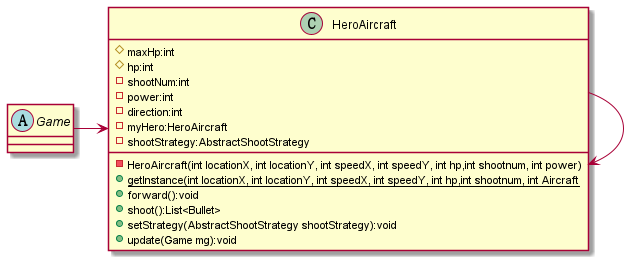 C HeroAircraft
maxHp:int
hp:int
shootNum:int
power:int
direction:int
myHero:HeroAircraft
shootStrategy:AbstractShootStrategy
A Game
HeroAircraft(int locationX, int locationY, int speedX, int speedY, int hp,int shootnum, int power)
getInstance(int locationX, int locationY, int speedX, int speedY, int hp,int shootnum, int Aircraft
forward():void
shoot():List<Bullet>
setStrategy(AbstractShootStrategy shootStrategy):void
update(Game mg):void